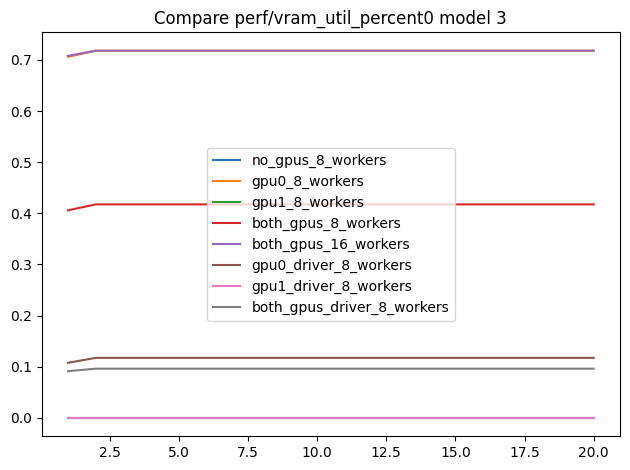 Compare perf/vram_util_percent0 model 3
0.7
0.6
0.5
0.4
0.3
0.2
0.1
0.0
no_gpus_8_workers
gpu0_8_workers
gpu1_8_workers
both_gpus_8_workers
both_gpus_16_workers
gpu0_driver_8_workers
gpu1_driver_8_workers
both_gpus_driver_8_workers
2.5 5.0 7.5 10.0 12.5 15.0 17.5 20.0